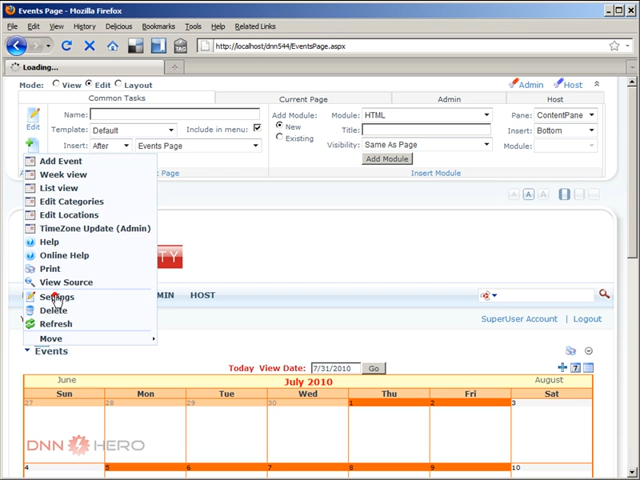 Events Page - Mozilla Firefox
File Edit View History Delicious Bookmarks Tools Help Related Links
http://localhost/dnn544/EventsPage.aspx
TAG
Loading...
Mode: View Edit Layout
Admin Host
Common Tasks Current Page Admin Host
Edit
Name:
Template: Default Include in menu:
Insert: After Events Page
Add Module: Module: HTML Pane: ContentPane
New Title: Insert: Bottom
Existing Visibility: Same As Page Module:
Add Module
Page Insert Module
Add Event
Week view
List view
Edit Categories
Edit Locations
TimeZone Update (Admin)
Help
Online Help
Print
View Source
Settings
Delete
Refresh
Move
A A A
TY
MIN HOST
SuperUser Account | Logout
Events
Today View Date: 7/31/2010 Go
7
June July 2010 August
Sun Mon Tue Wed Thu Fri Sat
27 28 29 30 1 2 3
DNN HERO
4 5 6 7 8 9 10